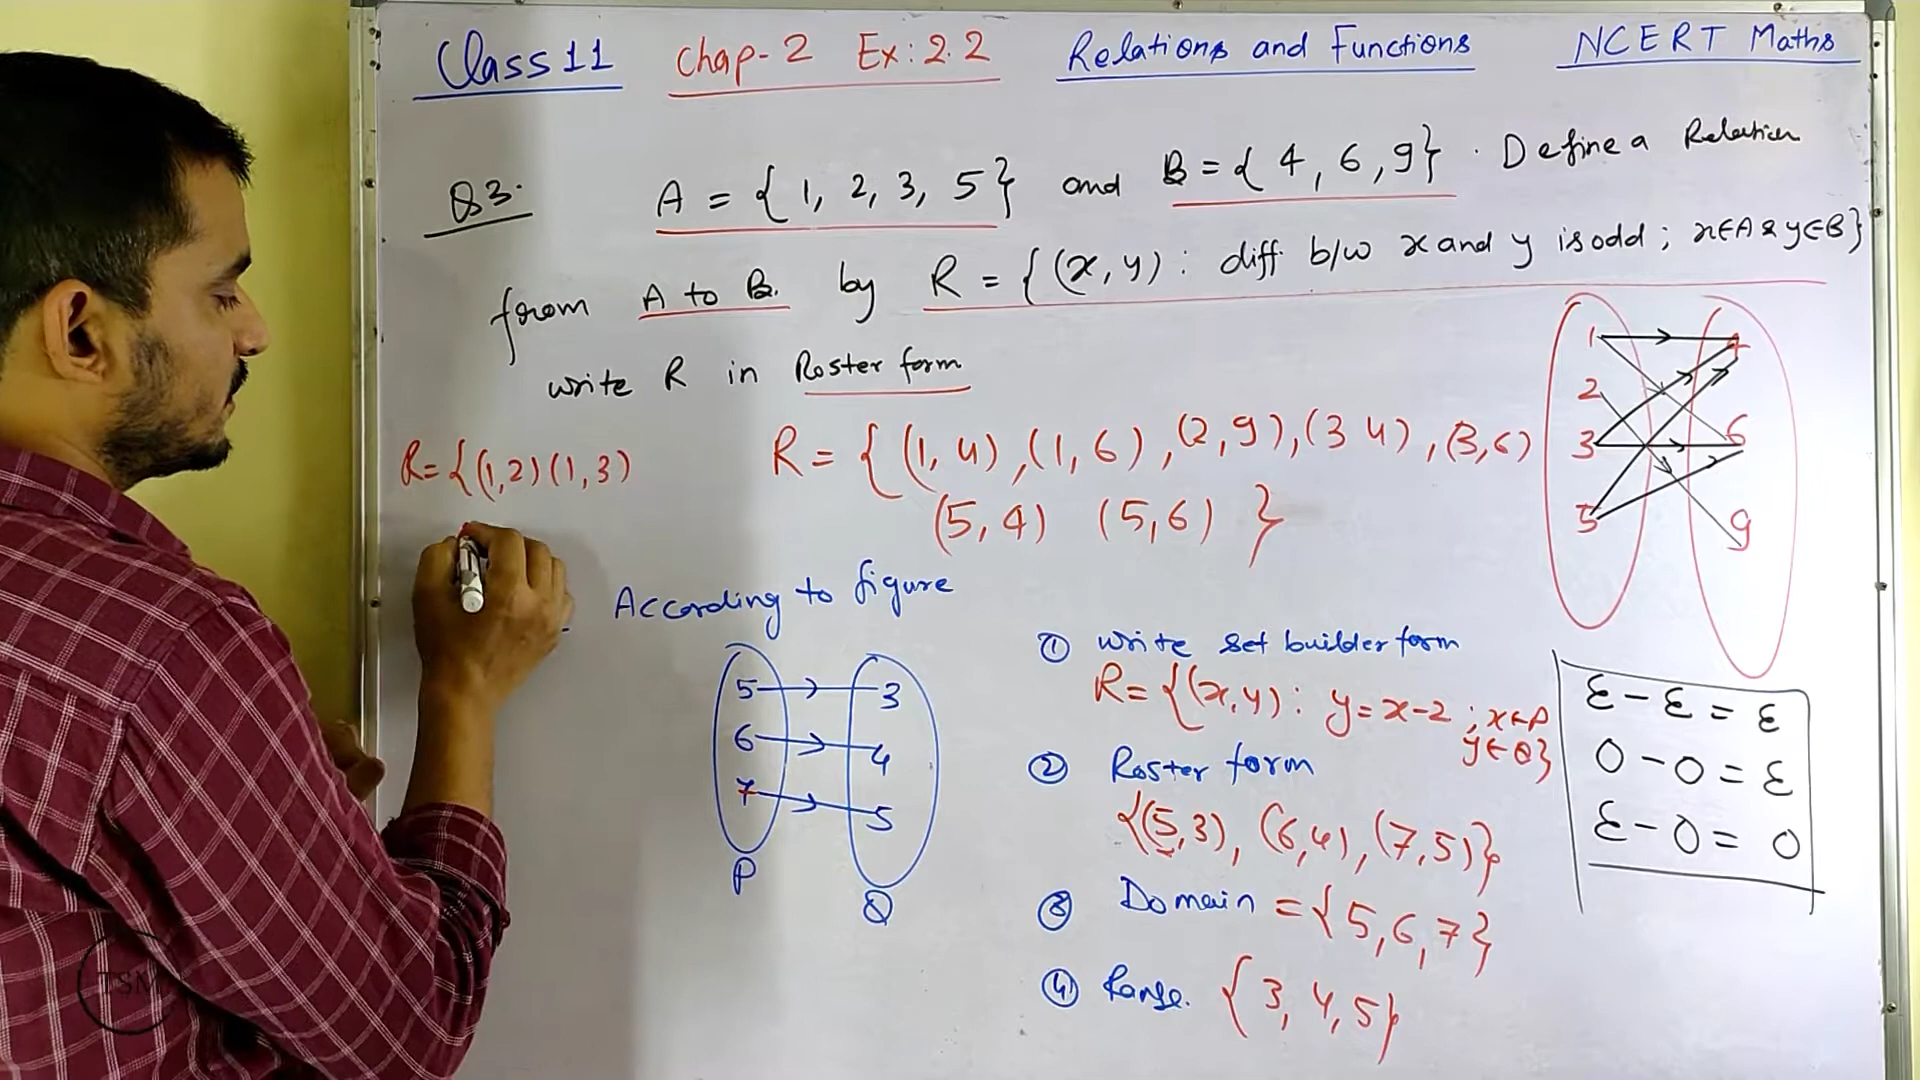 Class 11 Chap-2 Ex: 2.2 Relations and Functions NCERT Maths
Q3. A = {1, 2, 3, 5} and B = {4, 6, 9} . Define a Relation
from A to B. by R = {(x, y) : diff. b/w x and y is odd ; x∈A & y∈B}
write R in Roster form
R = {(1,2) (1,3)
R = {(1, 4), (1, 6), (2, 9), (3 4), (3, 6)
(5, 4) (5, 6) }
1 4
2
3 6
5 9
According to figure
5 3
6 4
7 5
P Q
① write set builder form
R = {(x, y) : y = x-2 ; x∈P
y∈Q}
② Roster form
{(5,3), (6,4), (7,5)}
③ Domain = {5, 6, 7}
④ Range. {3, 4, 5}
E - E = E
O - O = E
E - O = O
TSM